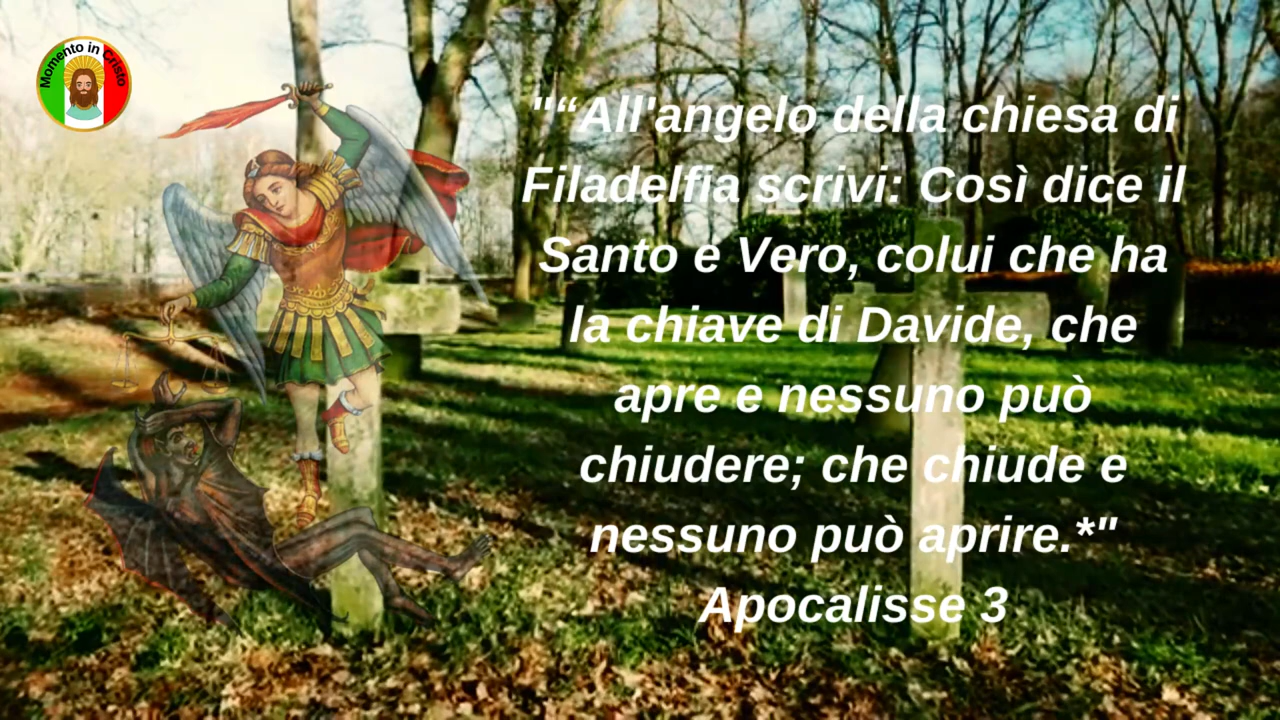 Momento in Cristo
"“All'angelo della chiesa di
Filadelfia scrivi: Così dice il
Santo e Vero, colui che ha
la chiave di Davide, che
apre e nessuno può
chiudere; che chiude e
nessuno può aprire.*"
Apocalisse 3